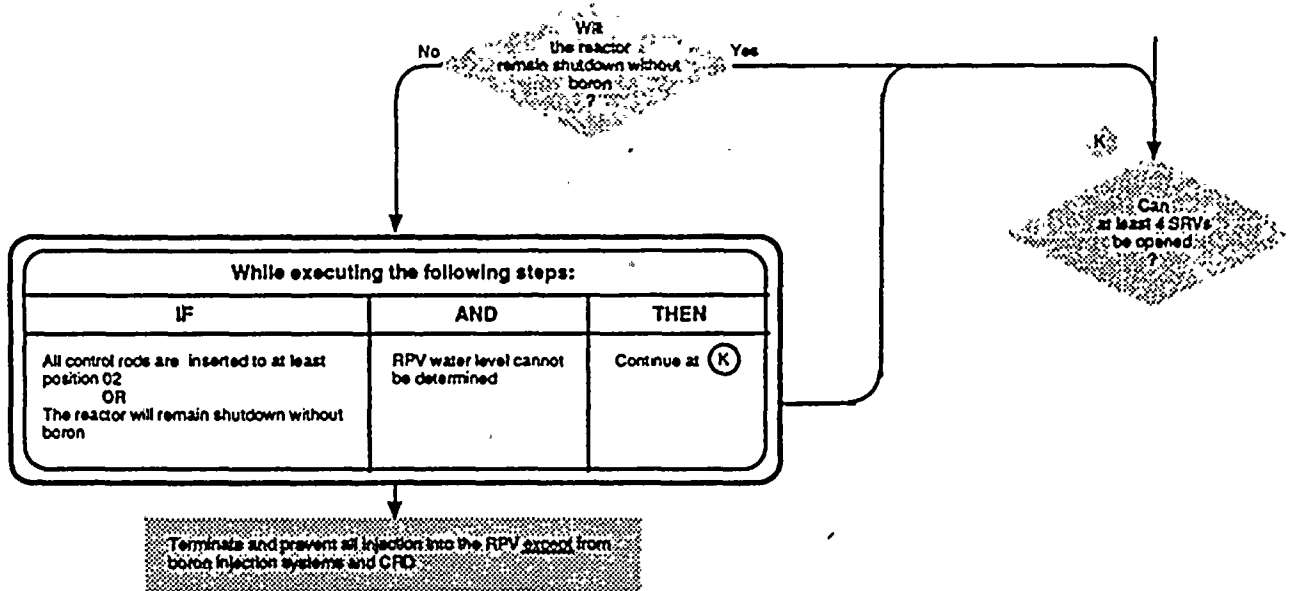 Will
the reactor
remain shutdown without
boron
?
No
Yes
K
Can
at least 4 SRVs
be opened
?
While executing the following steps:
IF
AND
THEN
All control rods are inserted to at least
position 02
OR
The reactor will remain shutdown without
boron
RPV water level cannot
be determined
Continue at K
Terminate and prevent all injection into the RPV except from
boron injection systems and CRD